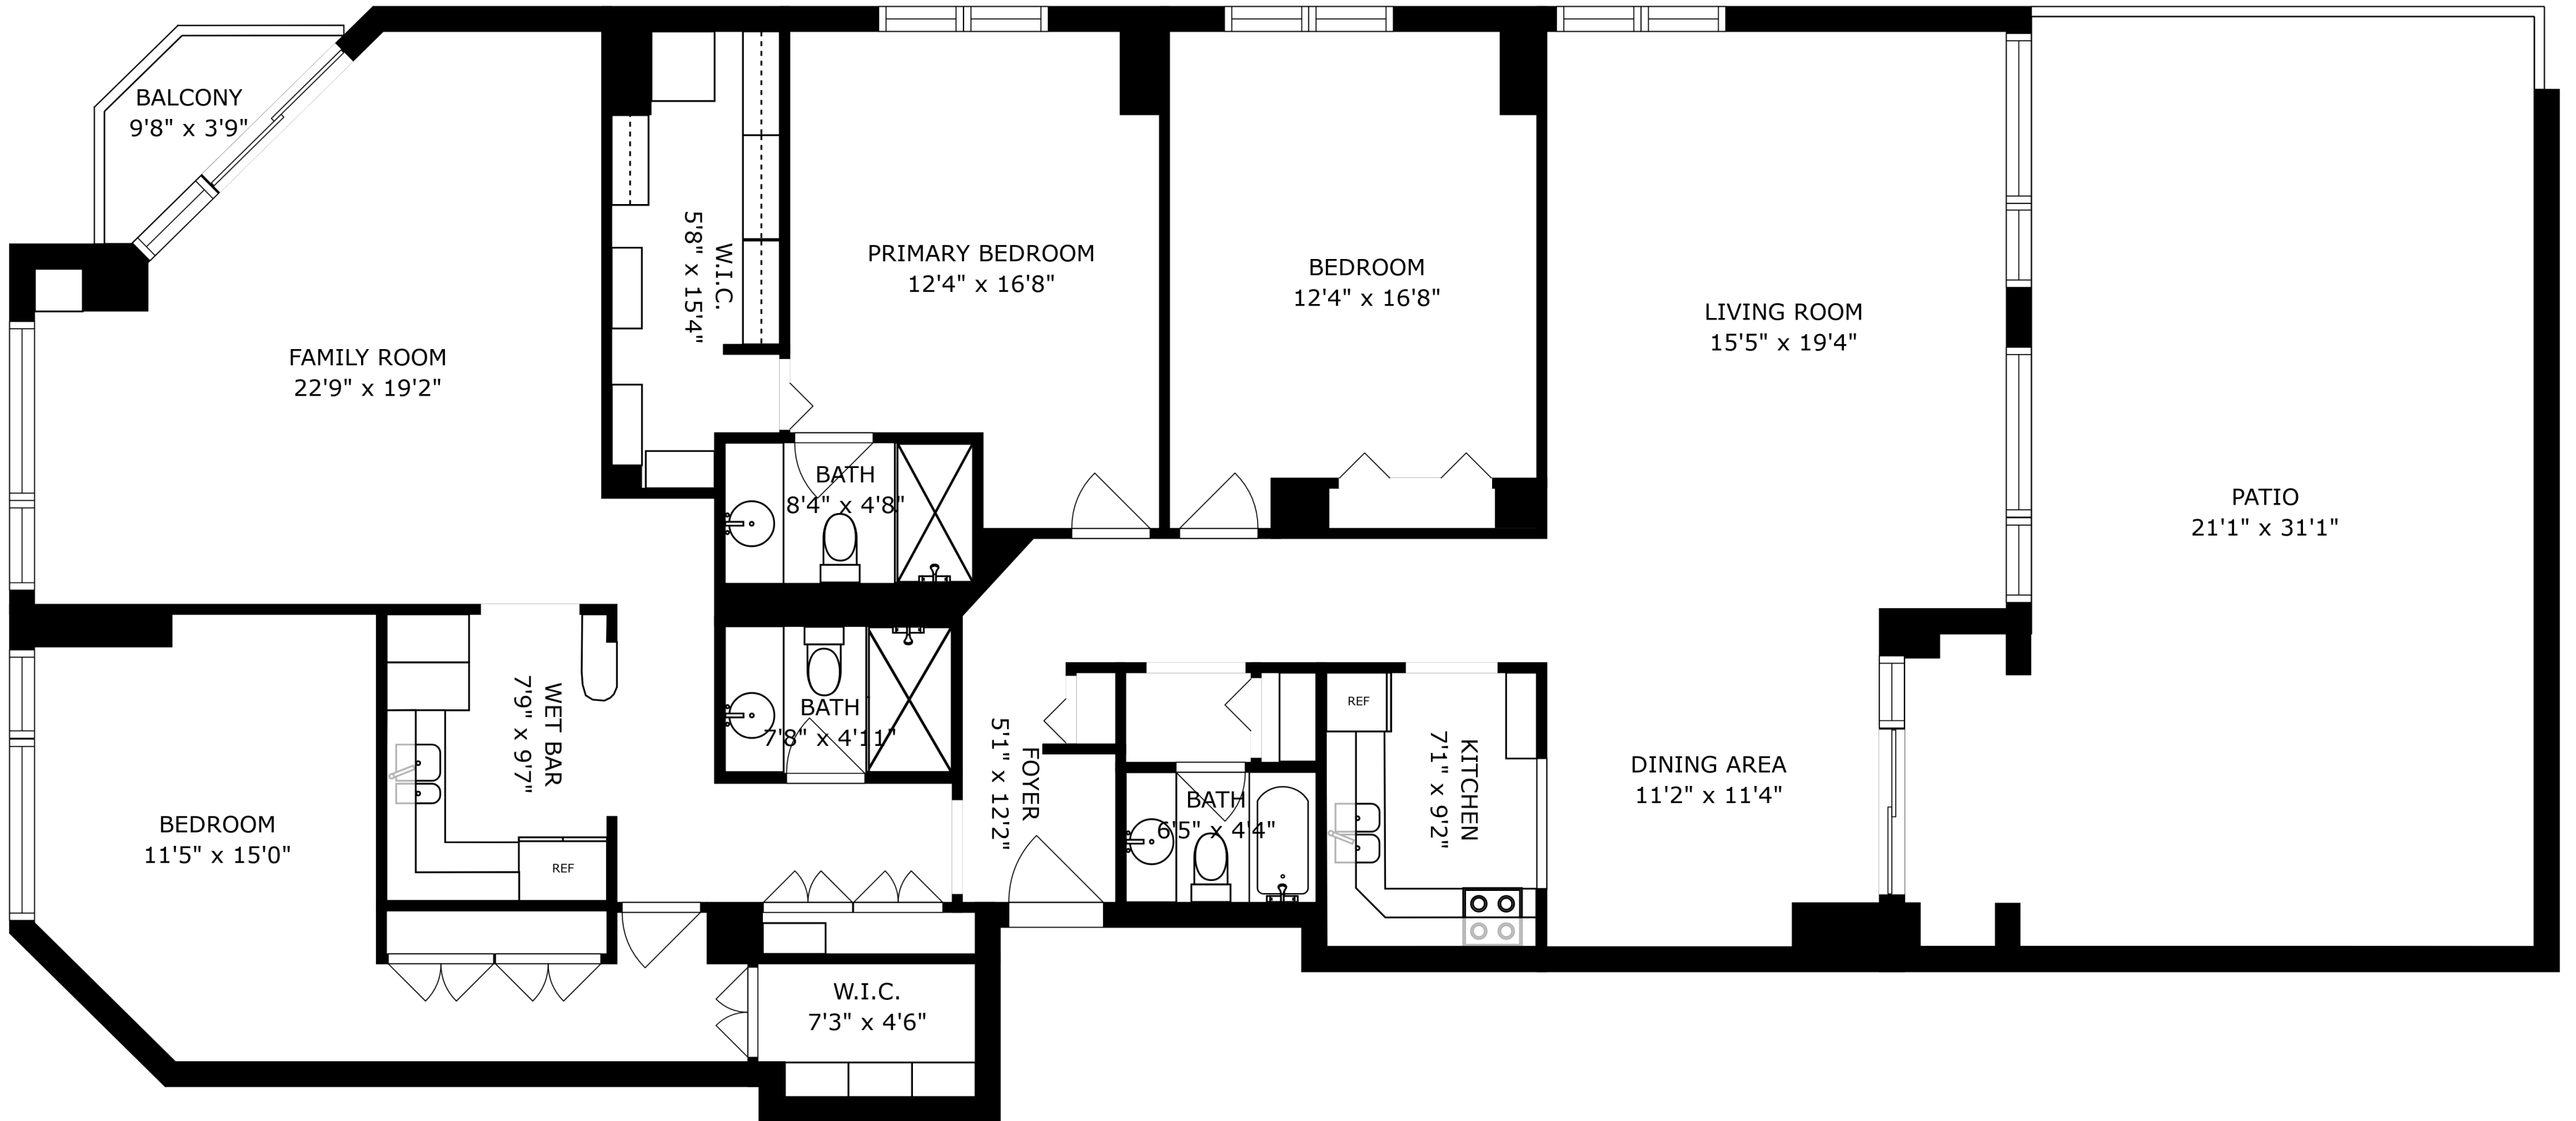 BALCONY
9'8" x 3'9"
FAMILY ROOM
22'9" x 19'2"
W.I.C.
5'8" x 15'4"
PRIMARY BEDROOM
12'4" x 16'8"
BEDROOM
12'4" x 16'8"
LIVING ROOM
15'5" x 19'4"
PATIO
21'1" x 31'1"
BATH
8'4" x 4'8"
BATH
7'8" x 4'11"
WET BAR
7'9" x 9'7"
REF
BEDROOM
11'5" x 15'0"
FOYER
5'1" x 12'2"
BATH
6'5" x 4'4"
REF
KITCHEN
7'1" x 9'2"
DINING AREA
11'2" x 11'4"
W.I.C.
7'3" x 4'6"